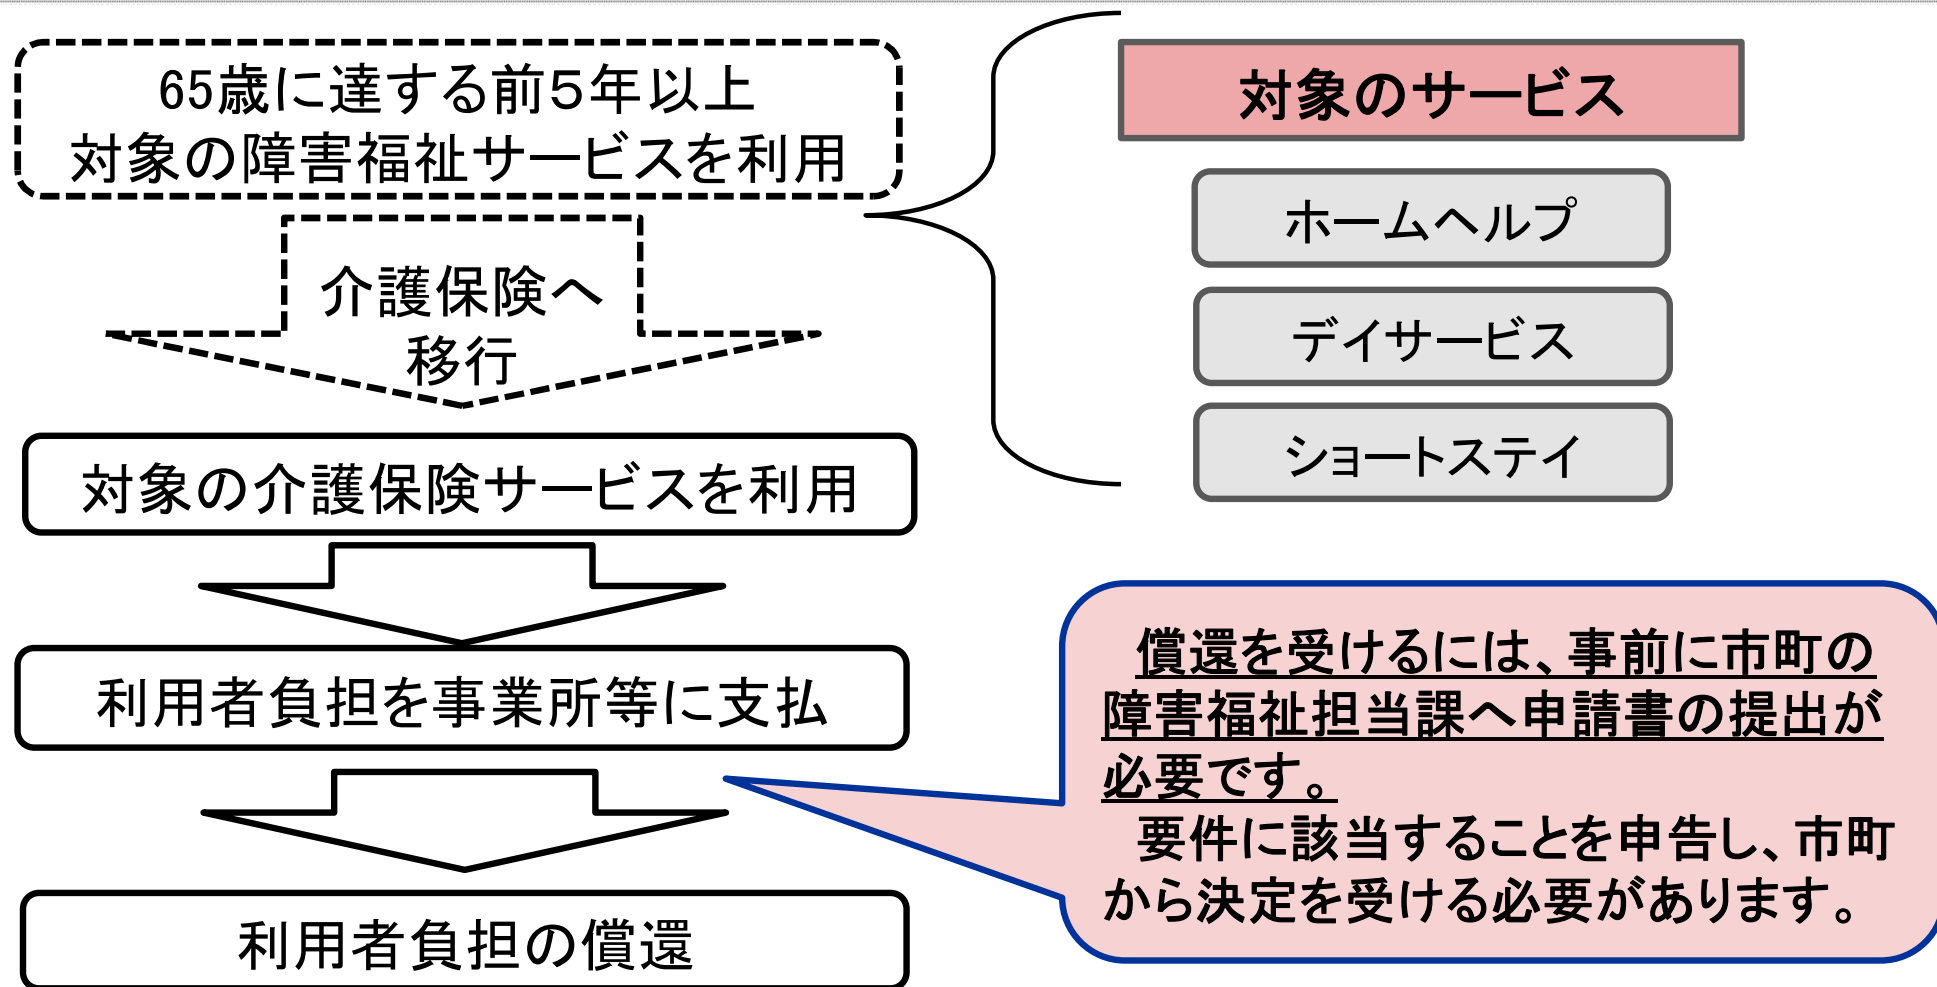 65歳に達する前5年以上
対象の障害福祉サービスを利用
介護保険へ
移行
対象の介護保険サービスを利用
利用者負担を事業所等に支払
利用者負担の償還
対象のサービス
ホームヘルプ
デイサービス
ショートステイ
償還を受けるには、事前に市町の
障害福祉担当課へ申請書の提出が
必要です。
要件に該当することを申告し、市町
から決定を受ける必要があります。